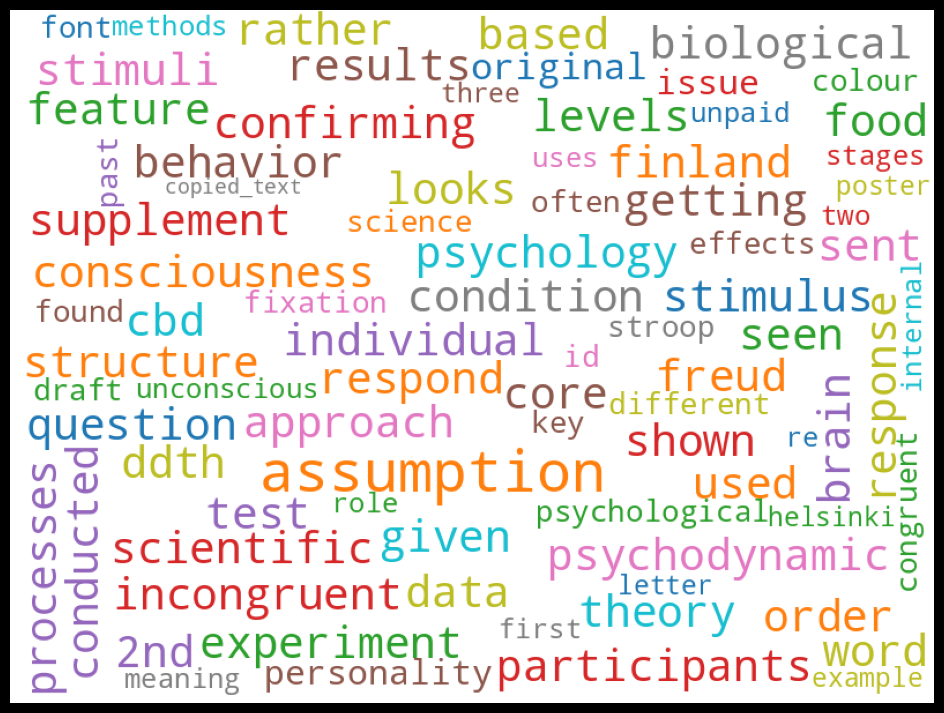 font methods rather based biological
stimuli results original issue colour
feature confirming three levels unpaid food
past behavior uses finland stages
copied_text looks often getting poster
supplement science two
psychology effects sent
consciousness condition stimulus internal
found cbd fixation individual stroop seen response
structure id freud
draft unconscious respond core different brain
question approach key shown re
processes conducted ddth assumption used congruent
test role psychological helsinki
scientific given psychodynamic
incongruent data letter theory order
2nd experiment first word
meaning personality participants example